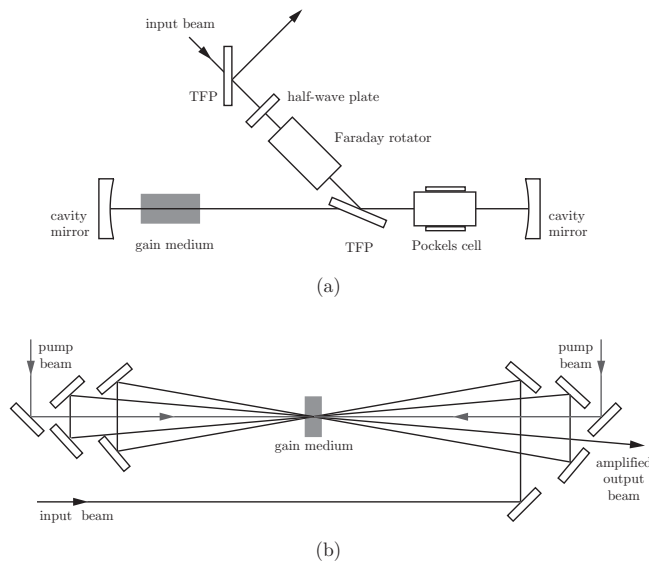 input beam
TFP
half-wave plate
Faraday rotator
cavity
mirror
gain medium
TFP
Pockels cell
cavity
mirror
(a)
pump
beam
pump
beam
gain medium
amplified
output
beam
input beam
(b)